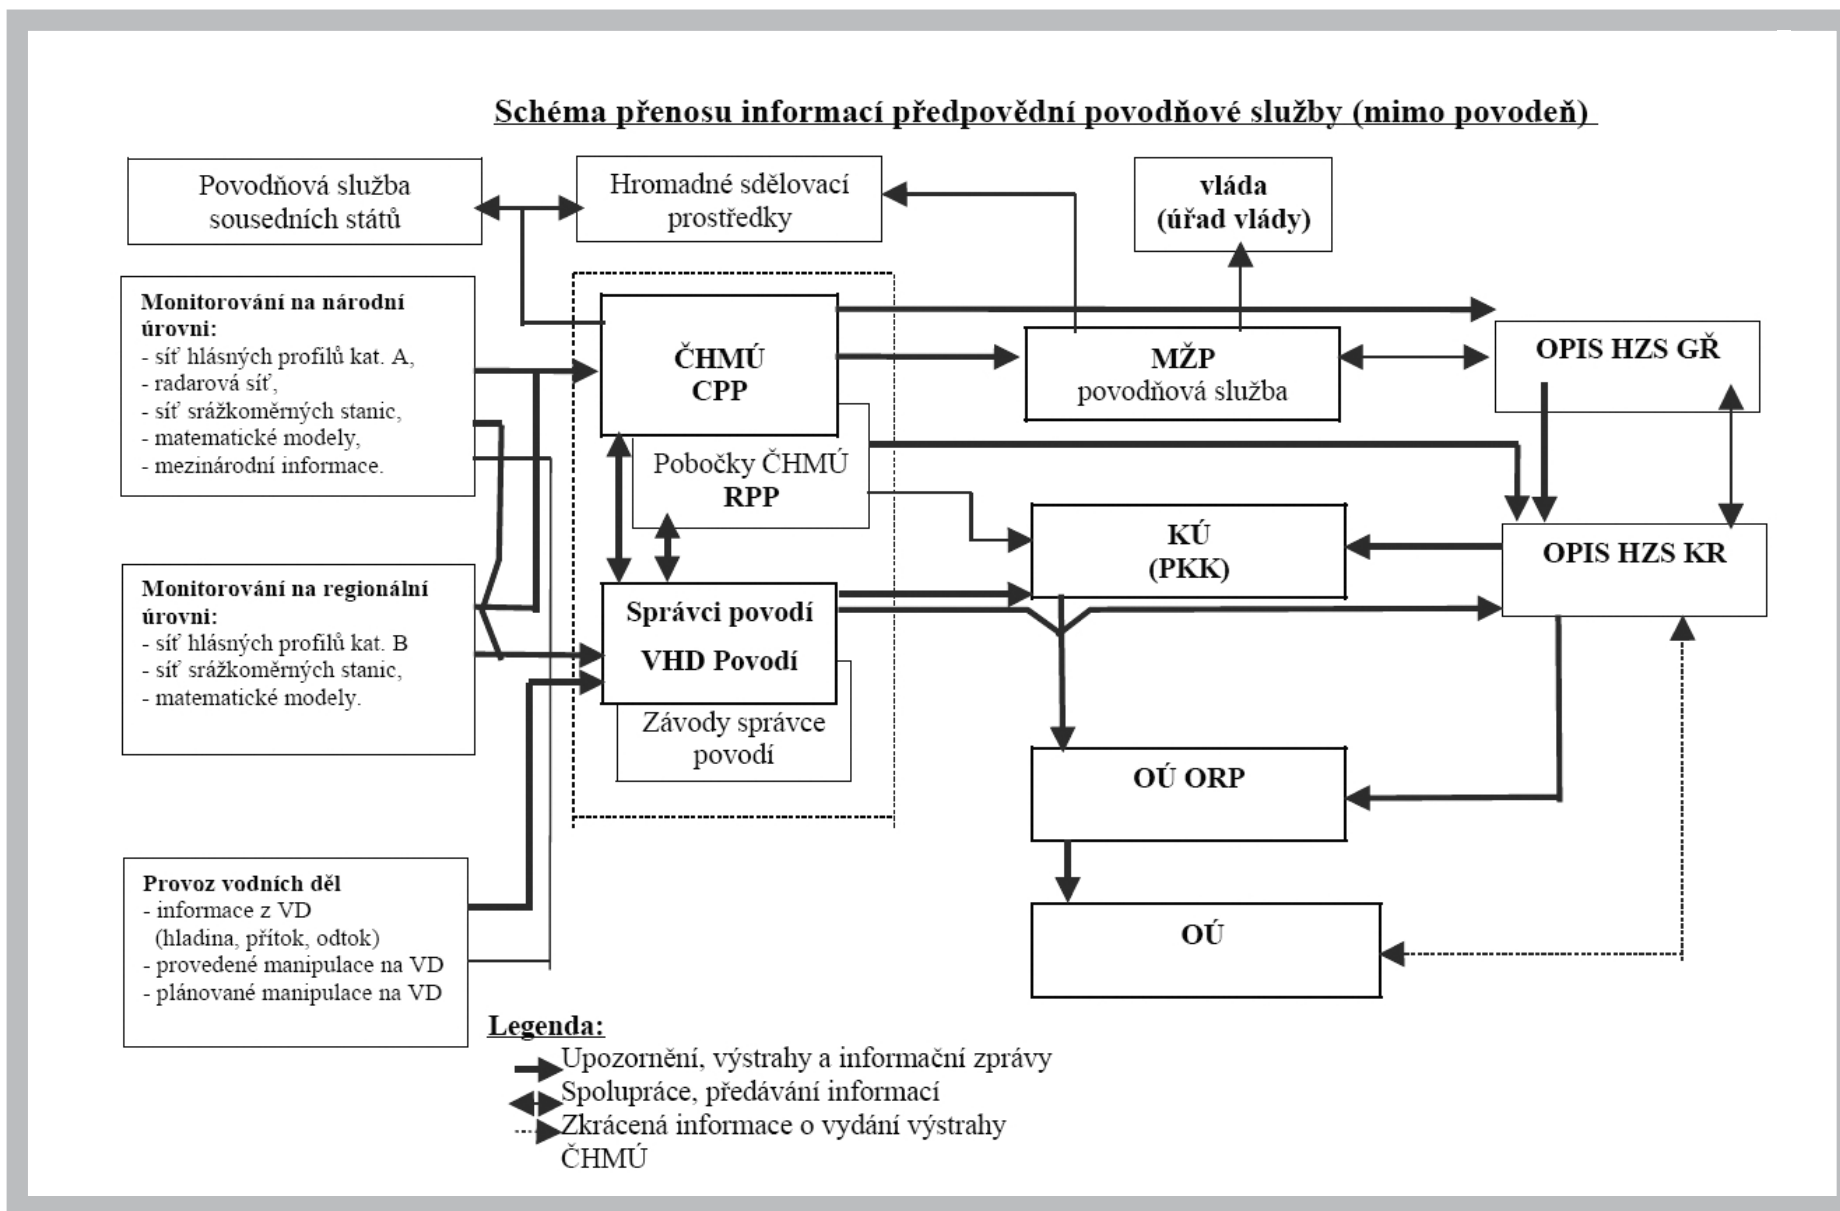 Schéma přenosu informací předpovědní povodňové služby (mimo povodeň)
Povodňová služba
sousedních států
Hromadné sdělovací
prostředky
vláda
(úřad vlády)
Monitorování na národní
úrovni:
- síť hlásných profilů kat. A,
- radarová síť,
- síť srážkoměrných stanic,
- matematické modely,
- mezinárodní informace.
ČHMÚ
CPP
Pobočky ČHMÚ
RPP
MŽP
povodňová služba
OPIS HZS GŘ
KÚ
(PKK)
OPIS HZS KR
Monitorování na regionální
úrovni:
- síť hlásných profilů kat. B
- síť srážkoměrných stanic,
- matematické modely.
Správci povodí
VHD Povodí
Závody správce
povodí
OÚ ORP
OÚ
Provoz vodních děl
- informace z VD
(hladina, přítok, odtok)
- provedené manipulace na VD
- plánované manipulace na VD
Legenda:
Upozornění, výstrahy a informační zprávy
Spolupráce, předávání informací
Zkrácená informace o vydání výstrahy
ČHMÚ